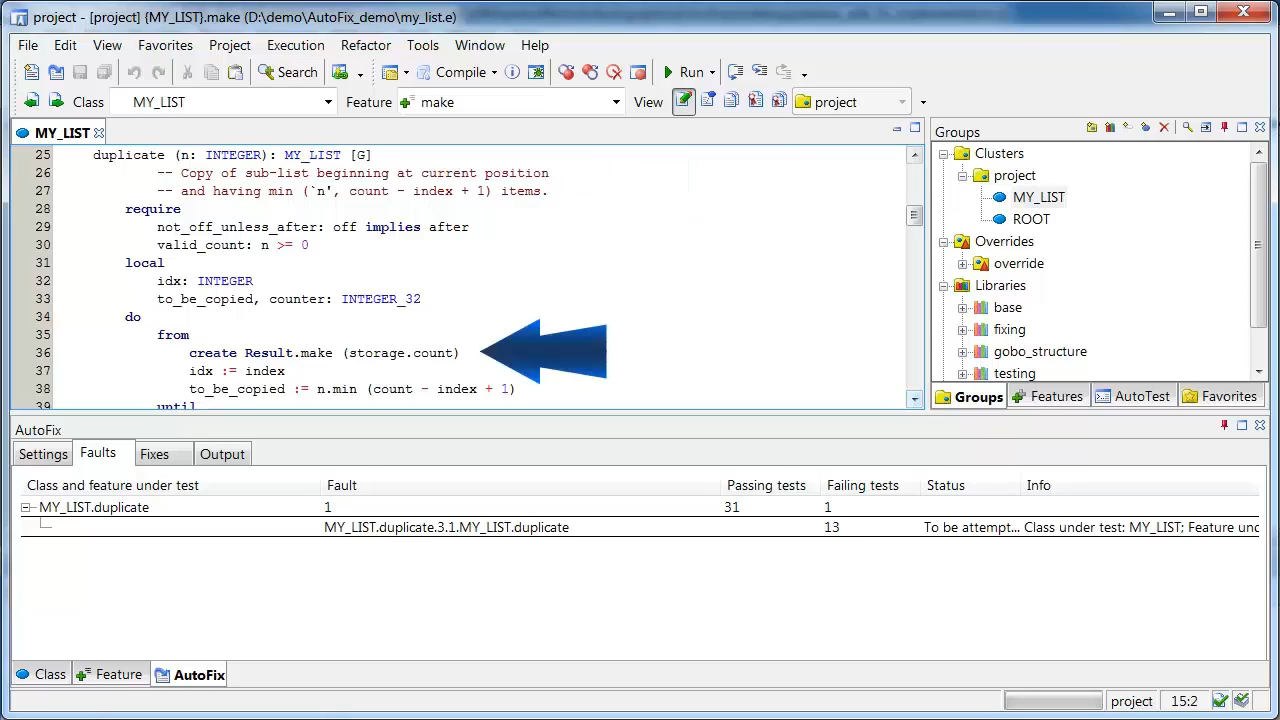 project - [project] {MY_LIST}.make (D:\demo\AutoFix_demo\my_list.e)
File Edit View Favorites Project Execution Refactor Tools Window Help
Search Compile Run
Class MY_LIST Feature make View project
MY_LIST
25 duplicate (n: INTEGER): MY_LIST [G]
26 -- Copy of sub-list beginning at current position
27 -- and having min (`n', count - index + 1) items.
28 require
29 not_off_unless_after: off implies after
30 valid_count: n >= 0
31 local
32 idx: INTEGER
33 to_be_copied, counter: INTEGER_32
34 do
35 from
36 create Result.make (storage.count)
37 idx := index
38 to_be_copied := n.min (count - index + 1)
39 until
Groups
Clusters
project
MY_LIST
ROOT
Overrides
override
Libraries
base
fixing
gobo_structure
testing
Groups Features AutoTest Favorites
AutoFix
Settings Faults Fixes Output
Class and feature under test Fault Passing tests Failing tests Status Info
MY_LIST.duplicate 1 31 1
MY_LIST.duplicate.3.1.MY_LIST.duplicate 13 To be attempt... Class under test: MY_LIST; Feature unc
Class Feature AutoFix
project 15:2